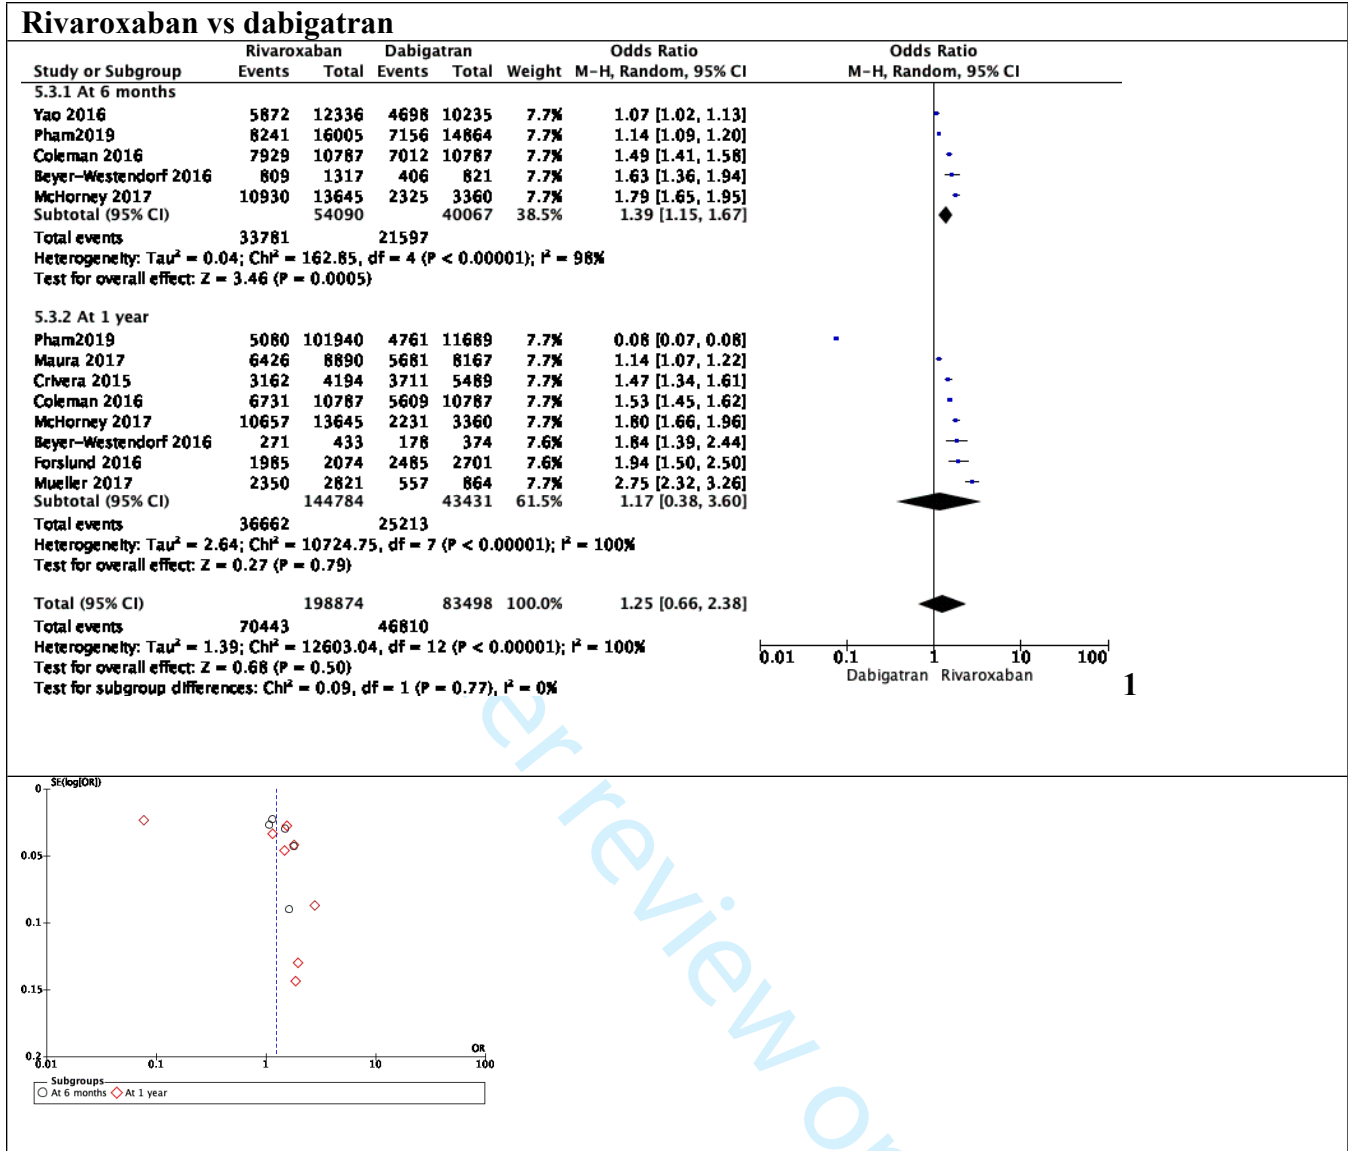 Rivaroxaban vs dabigatran
Rivaroxaban Dabigatran Odds Ratio Odds Ratio
Study or Subgroup Events Total Events Total Weight M-H, Random, 95% CI M-H, Random, 95% CI
5.3.1 At 6 months
Yao 2016 5872 12336 4698 10235 7.7% 1.07 [1.02, 1.13]
Pham2019 8241 16005 7156 14864 7.7% 1.14 [1.09, 1.20]
Coleman 2016 7929 10787 7012 10787 7.7% 1.49 [1.41, 1.58]
Beyer-Westendorf 2016 809 1317 406 821 7.7% 1.63 [1.36, 1.94]
McHorney 2017 10930 13645 2325 3360 7.7% 1.79 [1.65, 1.95]
Subtotal (95% CI) 54090 40067 38.5% 1.39 [1.15, 1.67]
Total events 33781 21597
Heterogeneity: Tau² = 0.04; Chi² = 162.85, df = 4 (P < 0.00001); I² = 98%
Test for overall effect: Z = 3.46 (P = 0.0005)
5.3.2 At 1 year
Pham2019 5080 101940 4761 11689 7.7% 0.08 [0.07, 0.08]
Maura 2017 6426 8890 5681 8167 7.7% 1.14 [1.07, 1.22]
Crivera 2015 3162 4194 3711 5489 7.7% 1.47 [1.34, 1.61]
Coleman 2016 6731 10787 5609 10787 7.7% 1.53 [1.45, 1.62]
McHorney 2017 10657 13645 2231 3360 7.7% 1.80 [1.66, 1.96]
Beyer-Westendorf 2016 271 433 178 374 7.6% 1.84 [1.39, 2.44]
Forslund 2016 1985 2074 2485 2701 7.6% 1.94 [1.50, 2.50]
Mueller 2017 2350 2821 557 864 7.7% 2.75 [2.32, 3.26]
Subtotal (95% CI) 144784 43431 61.5% 1.17 [0.38, 3.60]
Total events 36662 25213
Heterogeneity: Tau² = 2.64; Chi² = 10724.75, df = 7 (P < 0.00001); I² = 100%
Test for overall effect: Z = 0.27 (P = 0.79)
Total (95% CI) 198874 83498 100.0% 1.25 [0.66, 2.38]
Total events 70443 46810
Heterogeneity: Tau² = 1.39; Chi² = 12603.04, df = 12 (P < 0.00001); I² = 100%
Test for overall effect: Z = 0.68 (P = 0.50)
Test for subgroup differences: Chi² = 0.09, df = 1 (P = 0.77), I² = 0%
0.01 0.1 1 10 100
Dabigatran Rivaroxaban
1
er review on
SE(log[OR])
0
0.05
0.1
0.15
0.2
0.01 0.1 1 10 100
OR
Subgroups
At 6 months At 1 year